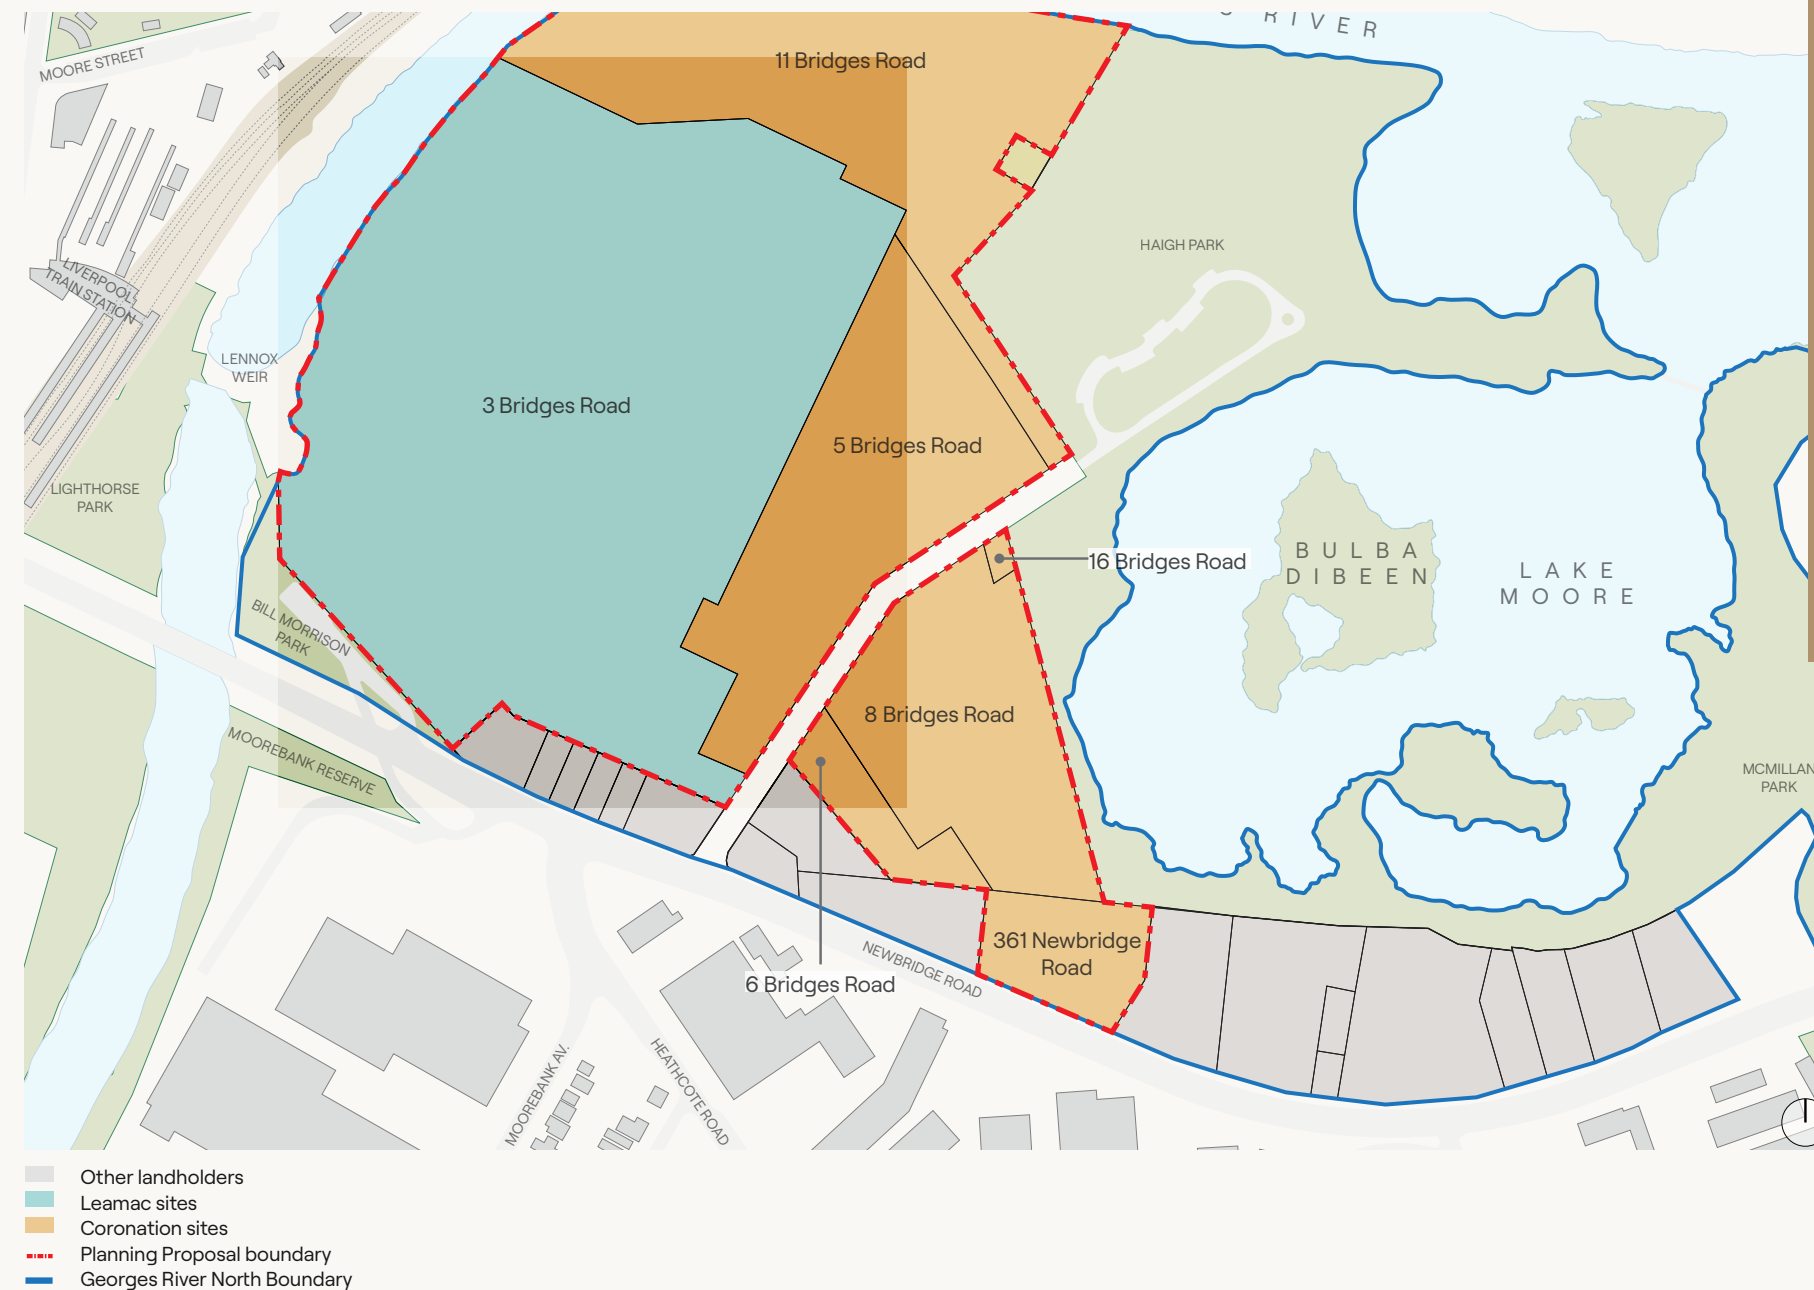 RIVER
MOORE STREET
11 Bridges Road
HAIGH PARK
LIVERPOOL
TRAIN STATION
LENNOX
WEIR
3 Bridges Road
5 Bridges Road
LIGHTHORSE
PARK
16 Bridges Road
BULBA
DIBEEN
LAKE
MOORE
BILL MORRISON
PARK
8 Bridges Road
MOOREBANK RESERVE
MCMILLAN
PARK
361 Newbridge
Road
NEWBRIDGE ROAD
6 Bridges Road
MOOREBANK AV.
HEATHCOTE ROAD
Other landholders
Leamac sites
Coronation sites
Planning Proposal boundary
Georges River North Boundary